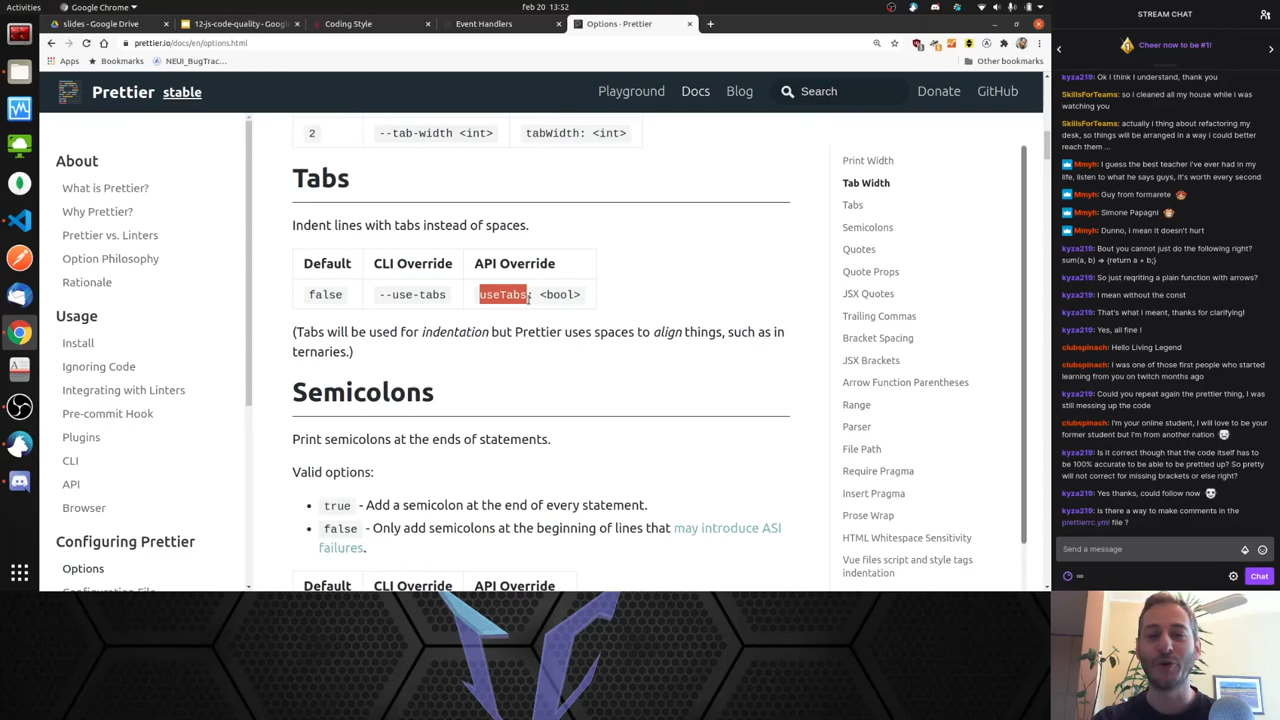 Activities
Google Chrome
feb 20 13:52
slides - Google Drive
12-js-code-quality - Google
Coding Style
Event Handlers
Options · Prettier
prettier.io/docs/en/options.html
Apps
Bookmarks
NEUI_BugTrac...
Other bookmarks
Prettier stable
Playground
Docs
Blog
Search
Donate
GitHub
About
What is Prettier?
Why Prettier?
Prettier vs. Linters
Option Philosophy
Rationale
Usage
Install
Ignoring Code
Integrating with Linters
Pre-commit Hook
Plugins
CLI
API
Browser
Configuring Prettier
Options
2 --tab-width <int> tabWidth: <int>
Tabs
Indent lines with tabs instead of spaces.
Default CLI Override API Override
false --use-tabs useTabs: <bool>
(Tabs will be used for indentation but Prettier uses spaces to align things, such as in
ternaries.)
Semicolons
Print semicolons at the ends of statements.
Valid options:
true - Add a semicolon at the end of every statement.
false - Only add semicolons at the beginning of lines that may introduce ASI
failures.
Default CLI Override API Override
Print Width
Tab Width
Tabs
Semicolons
Quotes
Quote Props
JSX Quotes
Trailing Commas
Bracket Spacing
JSX Brackets
Arrow Function Parentheses
Range
Parser
File Path
Require Pragma
Insert Pragma
Prose Wrap
HTML Whitespace Sensitivity
Vue files script and style tags
indentation
STREAM CHAT
Cheer now to be #1!
kyza219: Ok I think I understand, thank you
SkillsForTeams: so i cleaned all my house while i was
watching you
SkillsForTeams: actually i thing about refactoring my
desk, so things will be arranged in a way i could better
reach them ...
Mmyh: I guess the best teacher i've ever had in my
life, listen to what he says guys, it's worth every second
Mmyh: Guy from formarete
Mmyh: Simone Papagni
Mmyh: Dunno, i mean it doesn't hurt
kyza219: Bout you cannot just do the following right?
sum(a, b) => {return a + b;}
kyza219: So just reqriting a plain function with arrows?
kyza219: I mean without the const
kyza219: That's what I meant, thanks for clarifying!
kyza219: Yes, all fine !
clubspinach: Hello Living Legend
clubspinach: I was one of those first people who started
learning from you on twitch months ago
kyza219: Could you repeat again the prettier thing, I was
still messing up the code
clubspinach: I'm your online student, I will love to be your
former student but I'm from another nation
kyza219: Is it correct though that the code itself has to
be 100% accurate to be able to be prettied up? So pretty
will not correct for missing brackets or else right?
kyza219: Yes thanks, could follow now
kyza219: is there a way to make comments in the
prettierrc.yml file ?
Send a message
∞
Chat